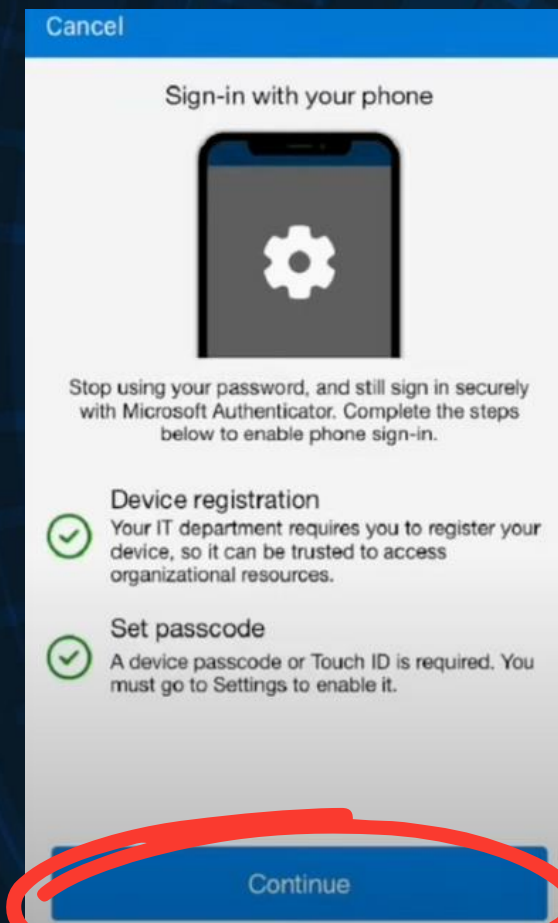 Cancel
Sign-in with your phone
Stop using your password, and still sign in securely
with Microsoft Authenticator. Complete the steps
below to enable phone sign-in.
Device registration
Your IT department requires you to register your
device, so it can be trusted to access
organizational resources.
Set passcode
A device passcode or Touch ID is required. You
must go to Settings to enable it.
Continue